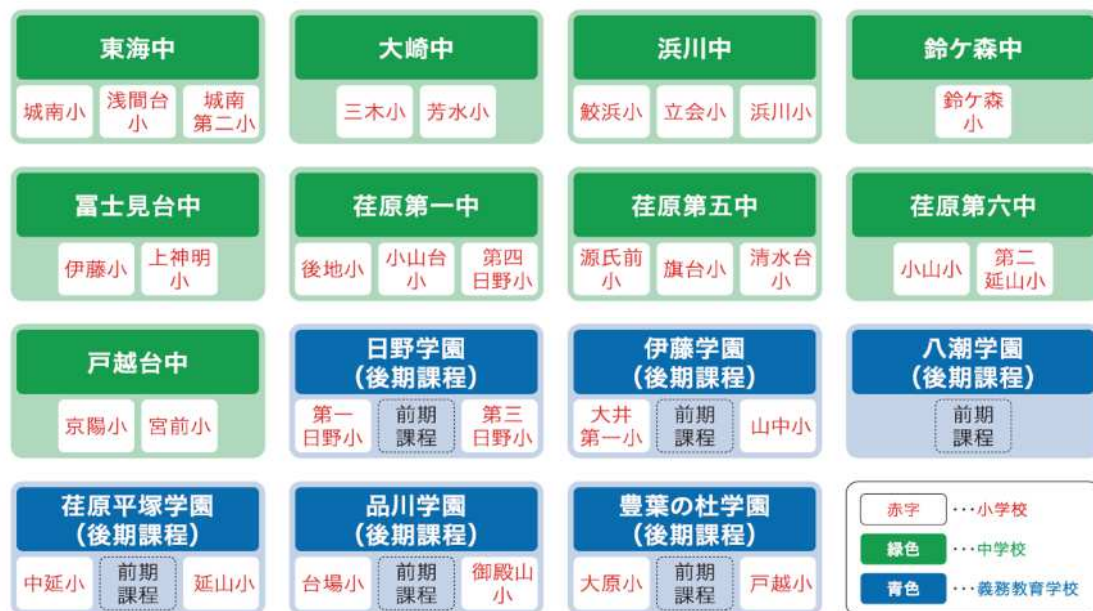 東海中
城南小
浅間台
小
城南
第二小
大崎中
三木小
芳水小
浜川中
鮫浜小
立会小
浜川小
鈴ケ森中
鈴ケ森
小
冨士見台中
伊藤小
上神明
小
荏原第一中
後地小
小山台
小
第四
日野小
荏原第五中
源氏前
小
旗台小
清水台
小
荏原第六中
小山小
第二
延山小
戸越台中
京陽小
宮前小
日野学園
(後期課程)
第一
日野小
前期
課程
第三
日野小
伊藤学園
(後期課程)
大井
第一小
前期
課程
山中小
八潮学園
(後期課程)
前期
課程
荏原平塚学園
(後期課程)
中延小
前期
課程
延山小
品川学園
(後期課程)
台場小
前期
課程
御殿山
小
豊葉の杜学園
(後期課程)
大原小
前期
課程
戸越小
赤字 ・・・小学校
緑色 ・・・中学校
青色 ・・・義務教育学校